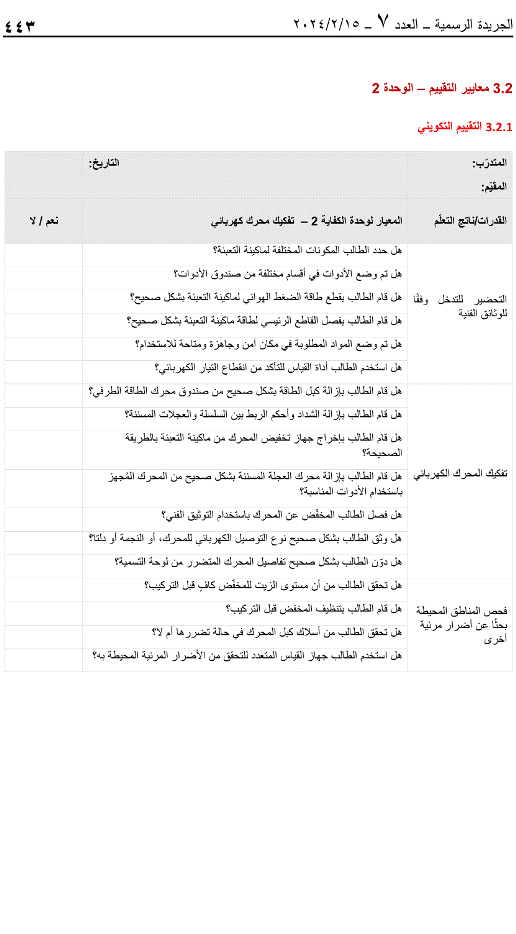 الجريدة الرسمية – العدد ٧ – ٢٠٢٤/٢/١٥
٤٤٣
3.2 معايير التقييم – الوحدة 2
3.2.1 التقييم التكويني
المتدرّب:
التاريخ:
المقيّم:
القدرات/ناتج التعلّم
المعيار لوحدة الكفاية 2 – تفكيك محرك كهربائي
نعم / لا
التحضير للتدخل وفقًا
للوثائق الفنية
هل حدد الطالب المكونات المختلفة لماكينة التعبئة؟
هل تم وضع الأدوات في أقسام مختلفة من صندوق الأدوات؟
هل قام الطالب بقطع طاقة الضغط الهوائي لماكينة التعبئة بشكل صحيح؟
هل قام الطالب بفصل القاطع الرئيسي لطاقة ماكينة التعبئة بشكل صحيح؟
هل تم وضع المواد المطلوبة في مكان آمن وجاهزة ومتاحة للاستخدام؟
هل استخدم الطالب أداة القياس للتأكد من انقطاع التيار الكهربائي؟
تفكيك المحرك الكهربائي
هل قام الطالب بإزالة كبل الطاقة بشكل صحيح من صندوق محرك الطاقة الطرفي؟
هل قام الطالب بإزالة الشداد وأحكم الربط بين السلسلة والعجلات المسننة؟
هل قام الطالب بإخراج جهاز تخفيض المحرك من ماكينة التعبئة بالطريقة
الصحيحة؟
هل قام الطالب بإزالة محرك العجلة المسننة بشكل صحيح من المحرك المُجهز
باستخدام الأدوات المناسبة؟
هل فصل الطالب المخفّض عن المحرك باستخدام التوثيق الفني؟
هل وثق الطالب بشكل صحيح نوع التوصيل الكهربائي للمحرك، أو النجمة أو دلتا؟
هل دوّن الطالب بشكل صحيح تفاصيل المحرك المتضرر من لوحة التسمية؟
فحص المناطق المحيطة
بحثًا عن أضرار مرئية
أخرى
هل تحقق الطالب من أن مستوى الزيت للمخفّض كافٍ قبل التركيب؟
هل قام الطالب بتنظيف المخفض قبل التركيب؟
هل تحقق الطالب من أسلاك كبل المحرك في حالة تضررها أم لا؟
هل استخدم الطالب جهاز القياس المتعدد للتحقق من الأضرار المرئية المحيطة به؟